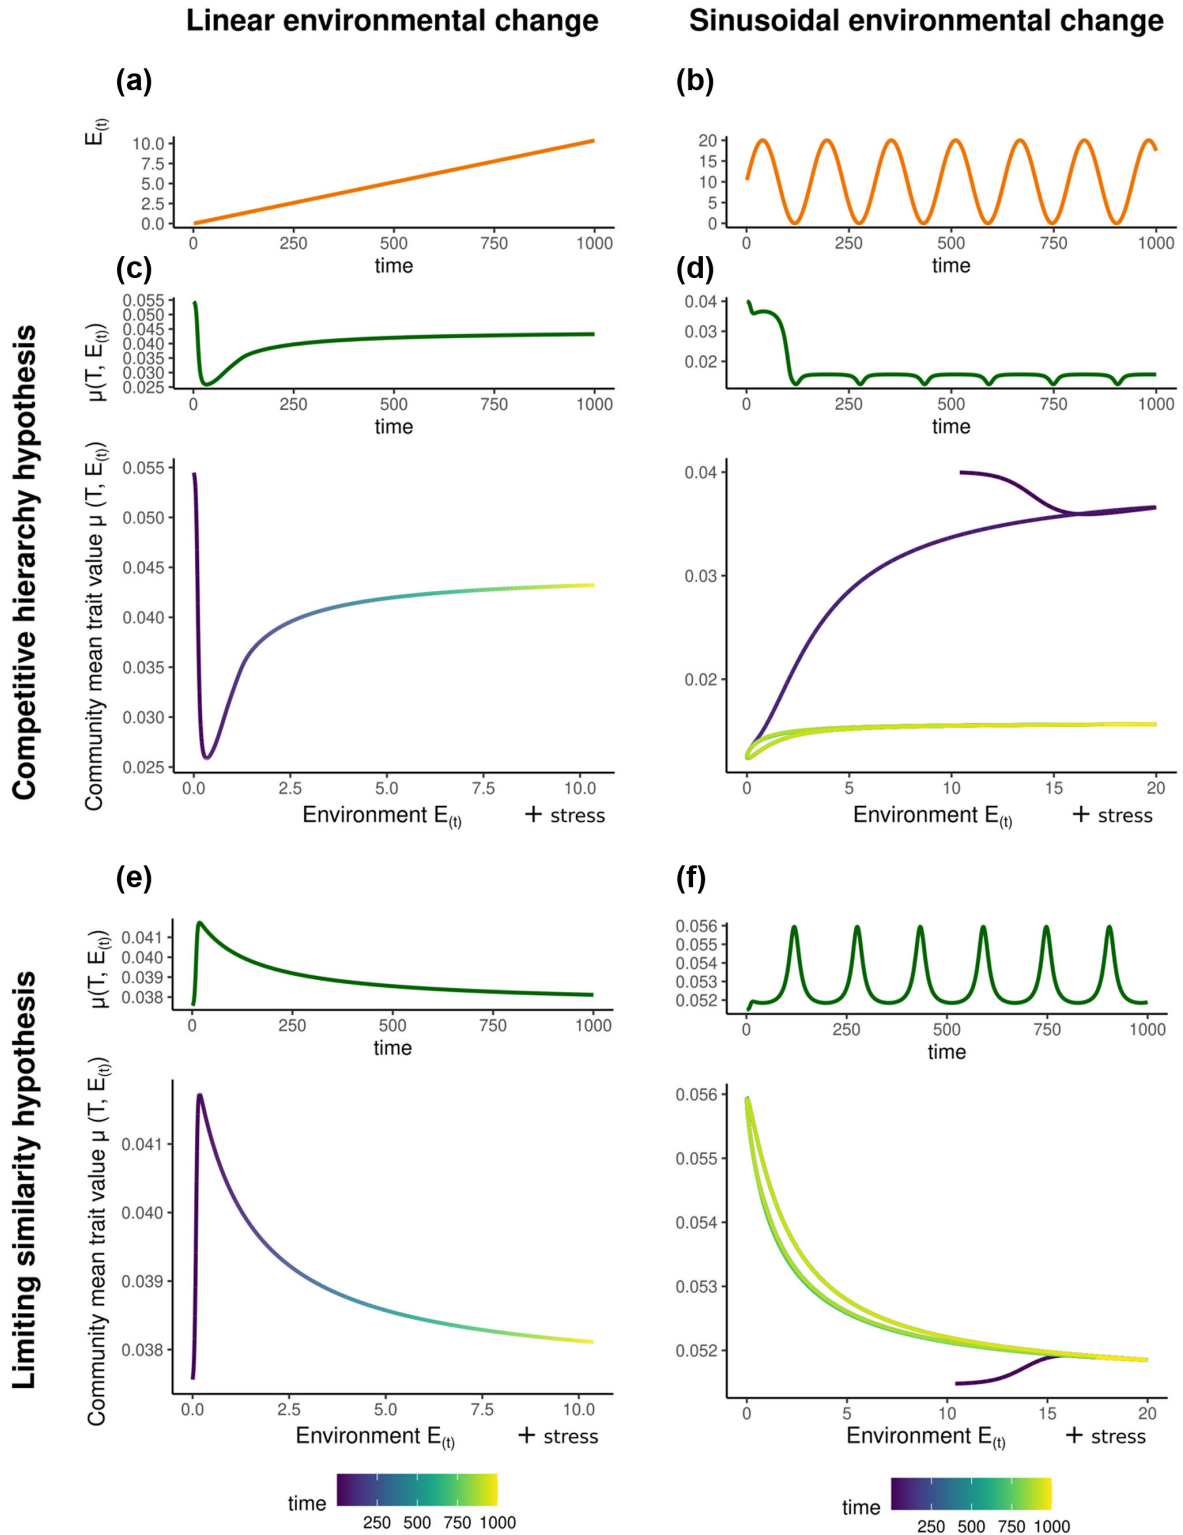 Linear environmental change
Sinusoidal environmental change
(a)
(b)
E(t)
10.0
7.5
5.0
2.5
0.0
0 250 500 750 1000
time
20
15
10
5
0
0 250 500 750 1000
time
Competitive hierarchy hypothesis
(c)
(d)
μ(T, E(t))
0.055
0.050
0.045
0.040
0.035
0.030
0.025
0 250 500 750 1000
time
0.04
0.03
0.02
0 250 500 750 1000
time
Community mean trait value μ (T, E(t))
0.055
0.050
0.045
0.040
0.035
0.030
0.025
0.0 2.5 5.0 7.5 10.0
Environment E(t) + stress
0.04
0.03
0.02
0 5 10 15 20
Environment E(t) + stress
Limiting similarity hypothesis
(e)
(f)
μ(T, E(t))
0.041
0.040
0.039
0.038
0 250 500 750 1000
time
0.056
0.055
0.054
0.053
0.052
0 250 500 750 1000
time
Community mean trait value μ (T, E(t))
0.041
0.040
0.039
0.038
0.0 2.5 5.0 7.5 10.0
Environment E(t) + stress
0.056
0.055
0.054
0.053
0.052
0 5 10 15 20
Environment E(t) + stress
time
250 500 750 1000
time
250 500 750 1000